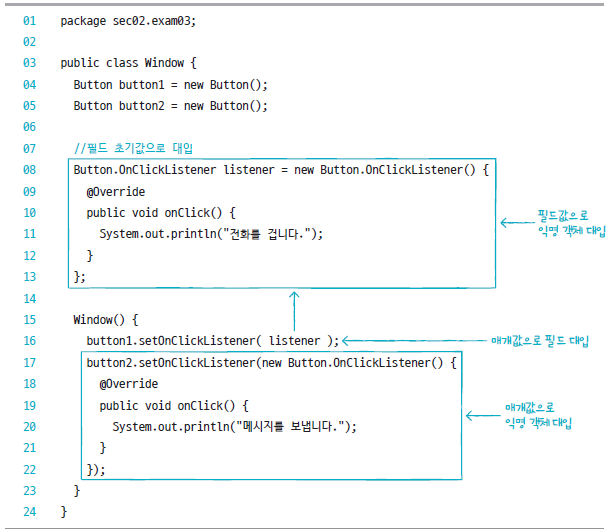 01 package sec02.exam03;
02
03 public class Window {
04 Button button1 = new Button();
05 Button button2 = new Button();
06
07 //필드 초기값으로 대입
08 Button.OnClickListener listener = new Button.OnClickListener() {
09 @Override
10 public void onClick() {
필드값으로
익명 객체 대입
11 System.out.println("전화를 겁니다.");
12 }
13 };
14
15 Window() {
16 button1.setOnClickListener( listener ); 매개값으로 필드 대입
17 button2.setOnClickListener(new Button.OnClickListener() {
18 @Override
19 public void onClick() {
매개값으로
익명 객체 대입
20 System.out.println("메시지를 보냅니다.");
21 }
22 });
23 }
24 }